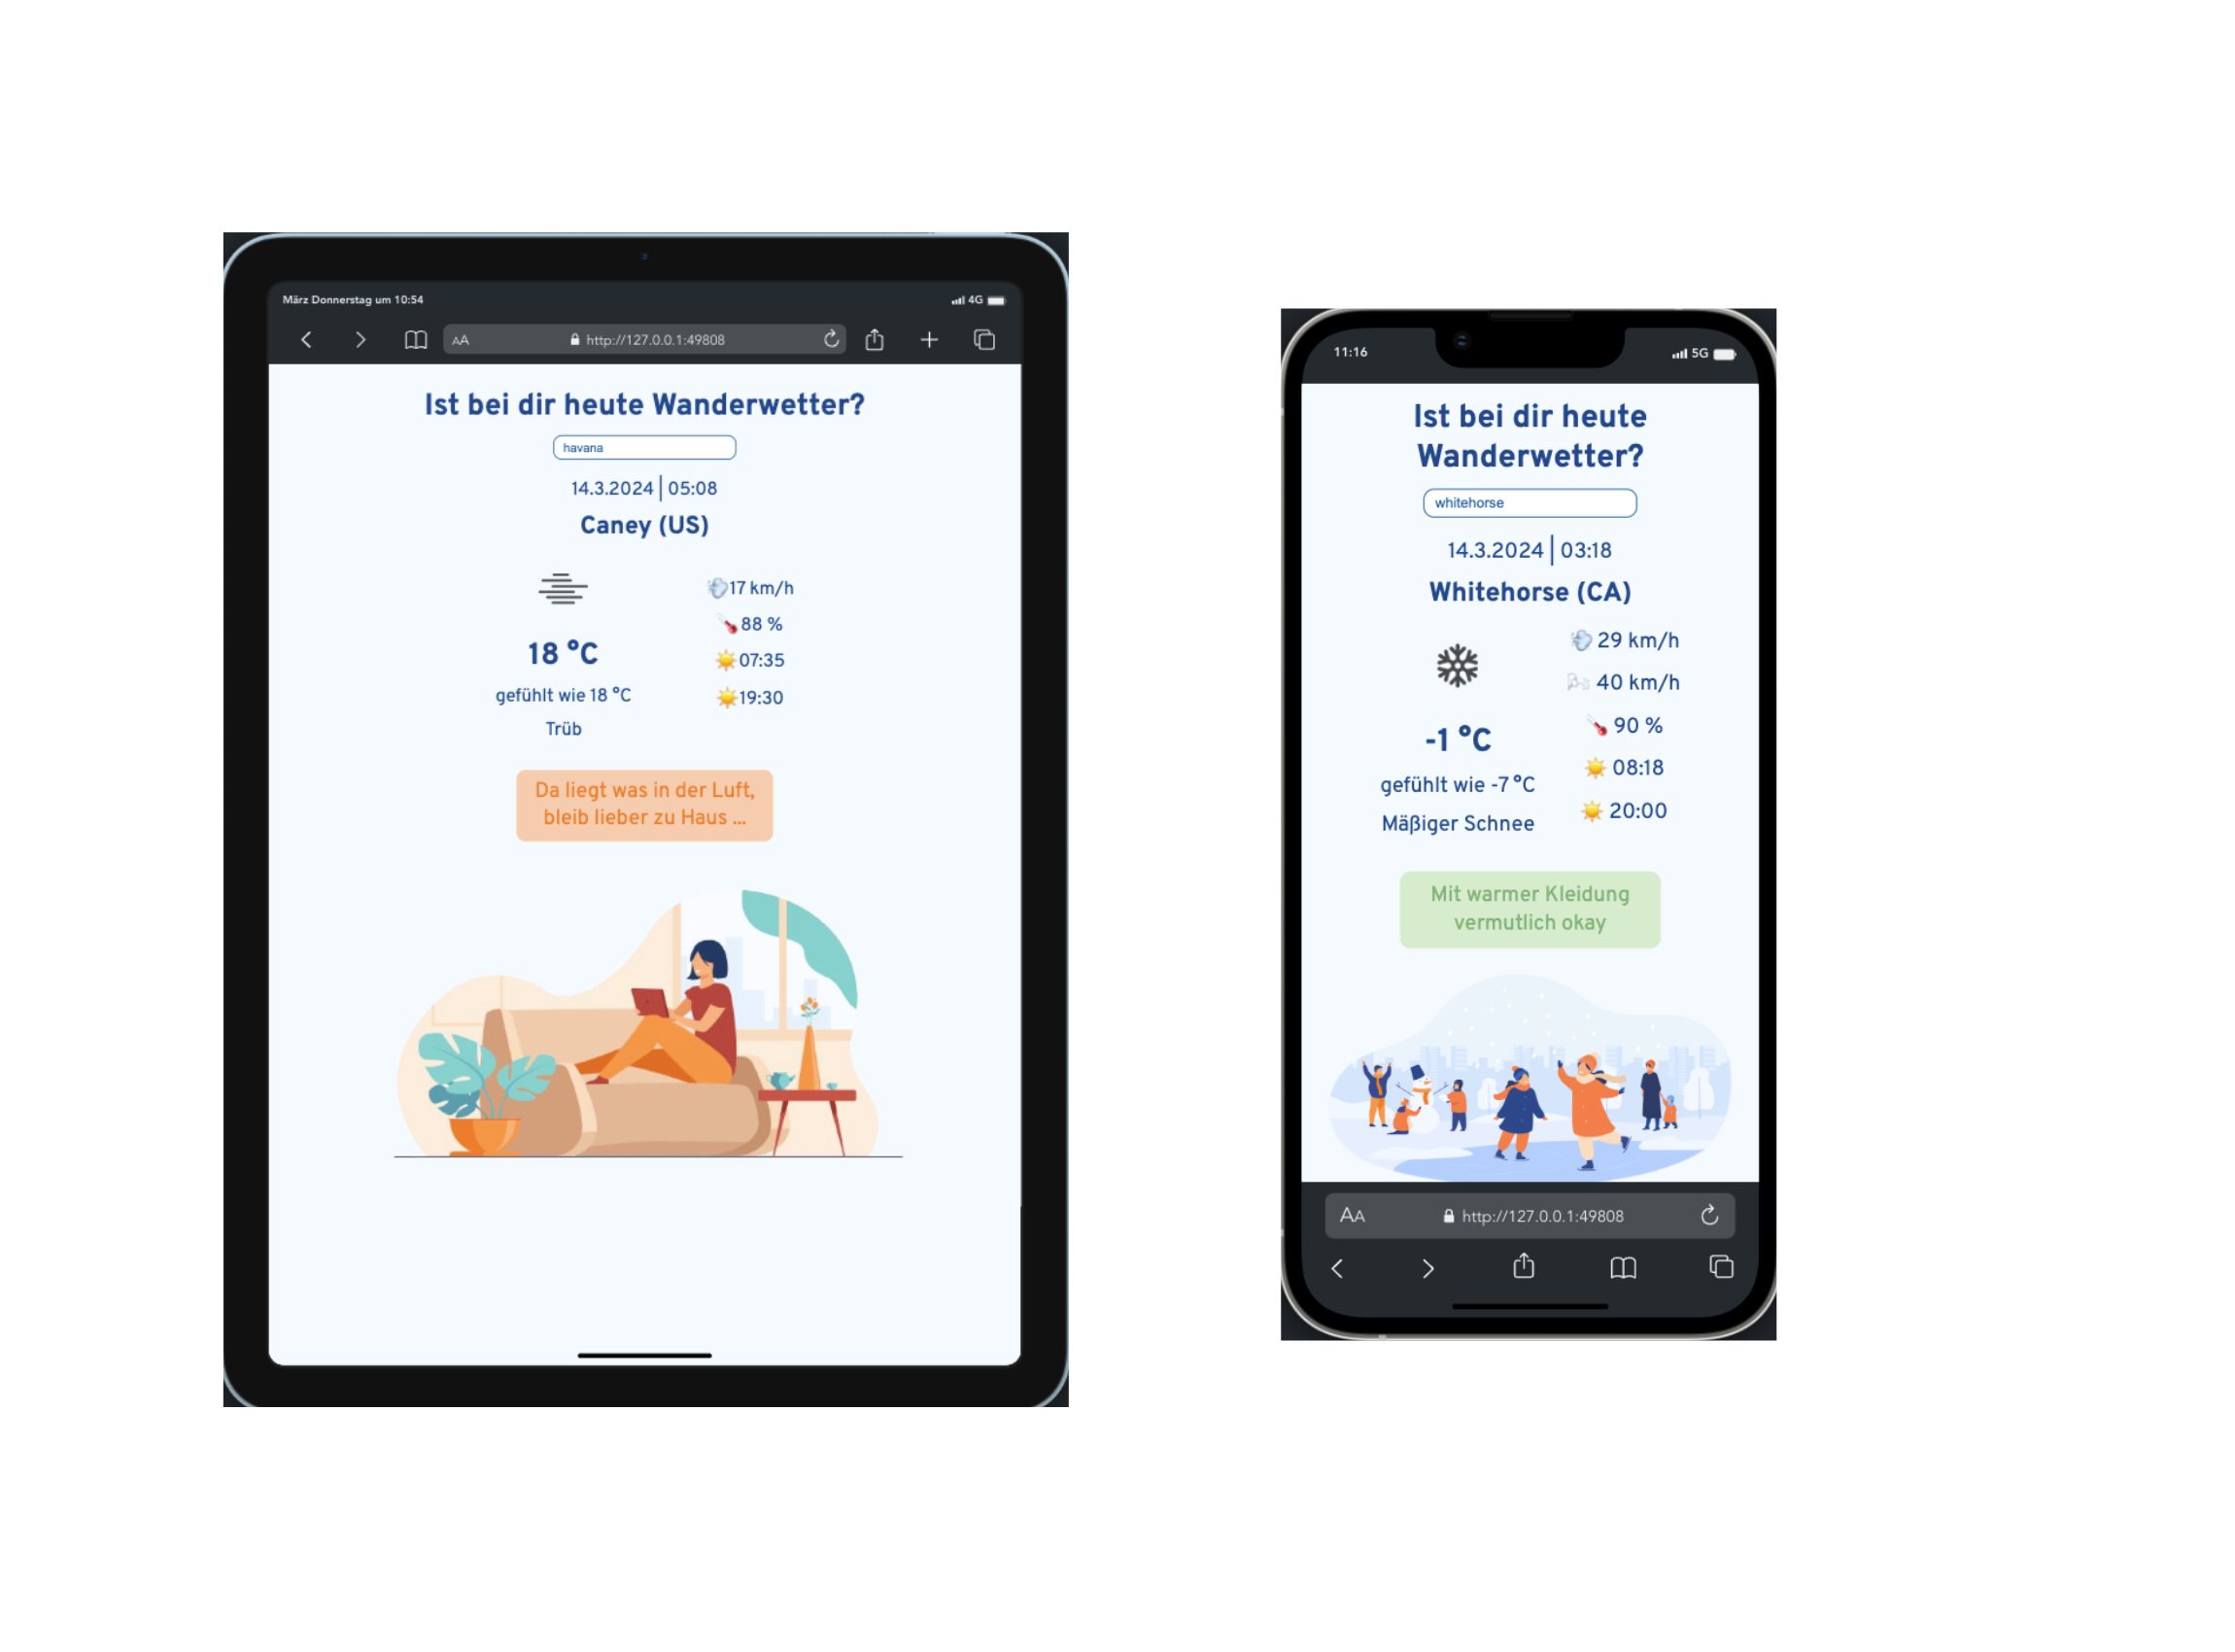 März Donnerstag um 10:54
4G
AA
http://127.0.0.1:49808
Ist bei dir heute Wanderwetter?
havana
14.3.2024 | 05:08
Caney (US)
17 km/h
88 %
18 °C
07:35
gefühlt wie 18 °C
19:30
Trüb
Da liegt was in der Luft,
bleib lieber zu Haus ...
11:16
5G
Ist bei dir heute
Wanderwetter?
whitehorse
14.3.2024 | 03:18
Whitehorse (CA)
29 km/h
40 km/h
90 %
-1 °C
08:18
gefühlt wie -7 °C
20:00
Mäßiger Schnee
Mit warmer Kleidung
vermutlich okay
AA
http://127.0.0.1:49808